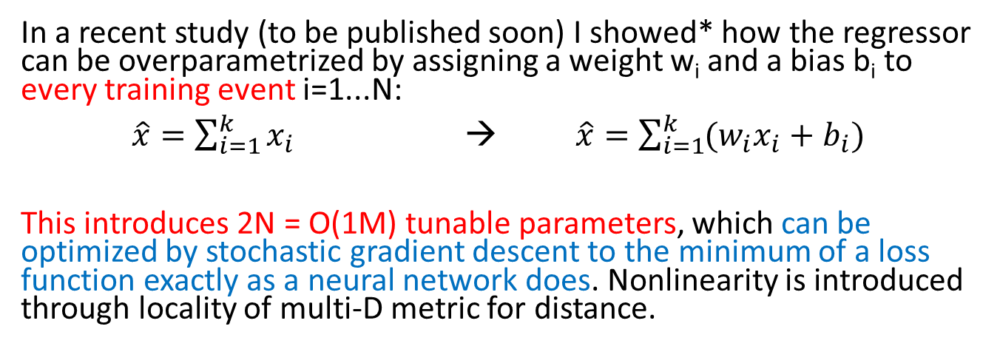 In a recent study (to be published soon) I showed* how the regressor
can be overparametrized by assigning a weight wᵢ and a bias bᵢ to
every training event i=1...N:
x̂ = ∑ᵏᵢ₌₁ xᵢ → x̂ = ∑ᵏᵢ₌₁(wᵢxᵢ + bᵢ)
This introduces 2N = O(1M) tunable parameters, which can be
optimized by stochastic gradient descent to the minimum of a loss
function exactly as a neural network does. Nonlinearity is introduced
through locality of multi-D metric for distance.